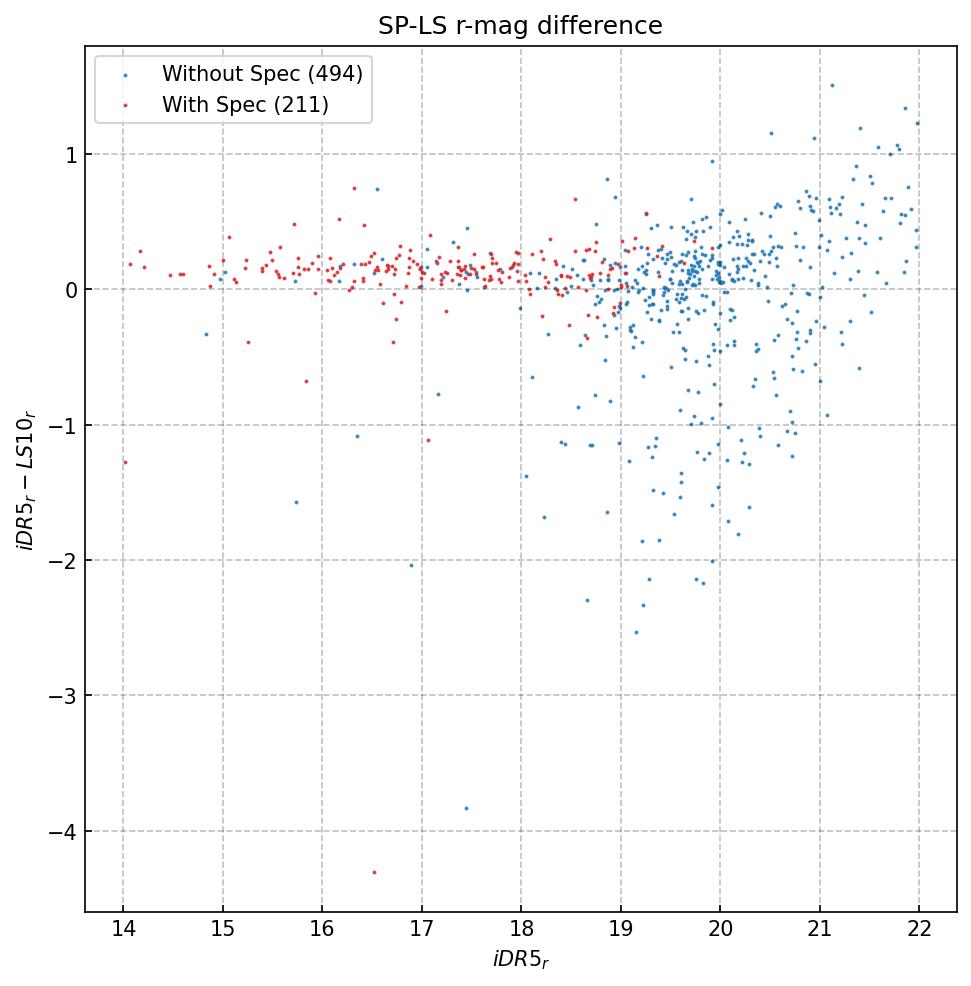 SP-LS r-mag difference
Without Spec (494)
With Spec (211)
1
0
−1
−2
−3
−4
iDR5r − LS10r
14 15 16 17 18 19 20 21 22
iDR5r